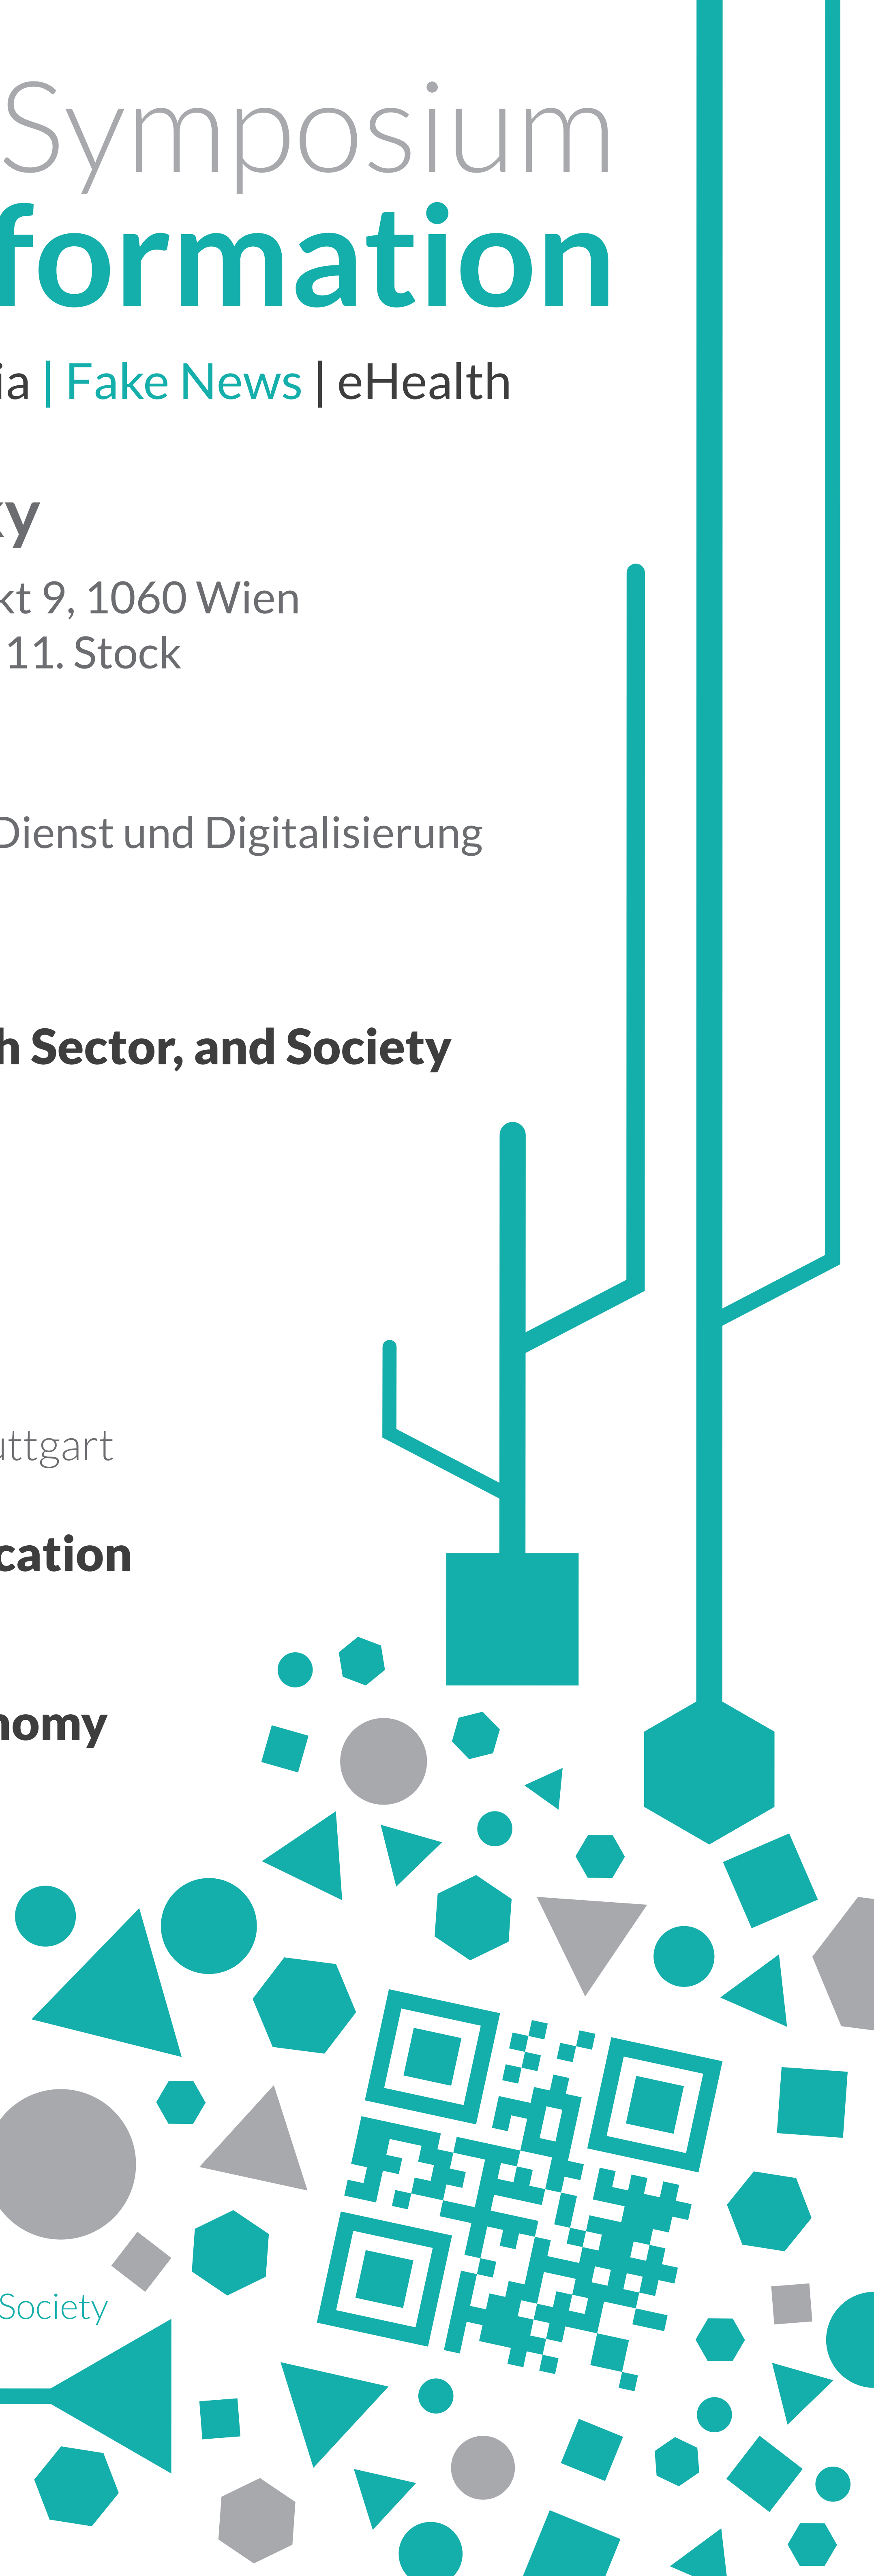 Symposium
formation
ia | Fake News | eHealth
ky
kt 9, 1060 Wien
11. Stock
Dienst und Digitalisierung
h Sector, and Society
uttgart
cation
nomy
Society